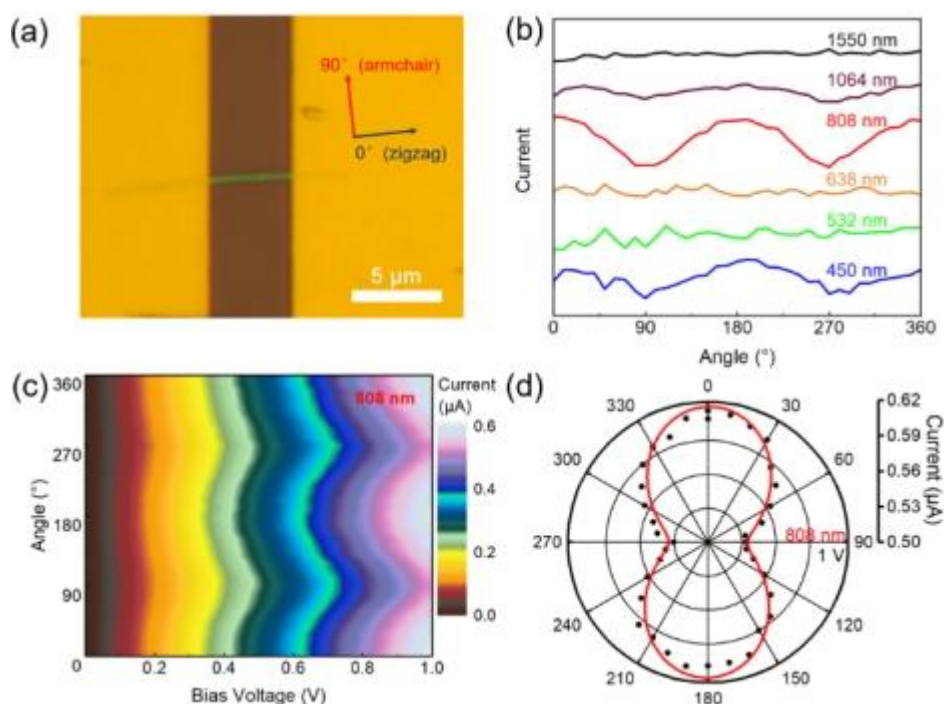 (a)
90° (armchair)
0° (zigzag)
5 μm
(b)
Current
1550 nm
1064 nm
808 nm
638 nm
532 nm
450 nm
0
90
180
270
360
Angle (°)
(c)
Angle (°)
360
270
180
90
0
808 nm
0.2
0.4
0.6
0.8
1.0
Bias Voltage (V)
Current
(μA)
0.6
0.4
0.2
0.0
(d)
0
30
60
90
120
150
180
210
240
270
300
330
808 nm
1 V
0.62
0.59
0.56
0.53
0.50
Current (μA)